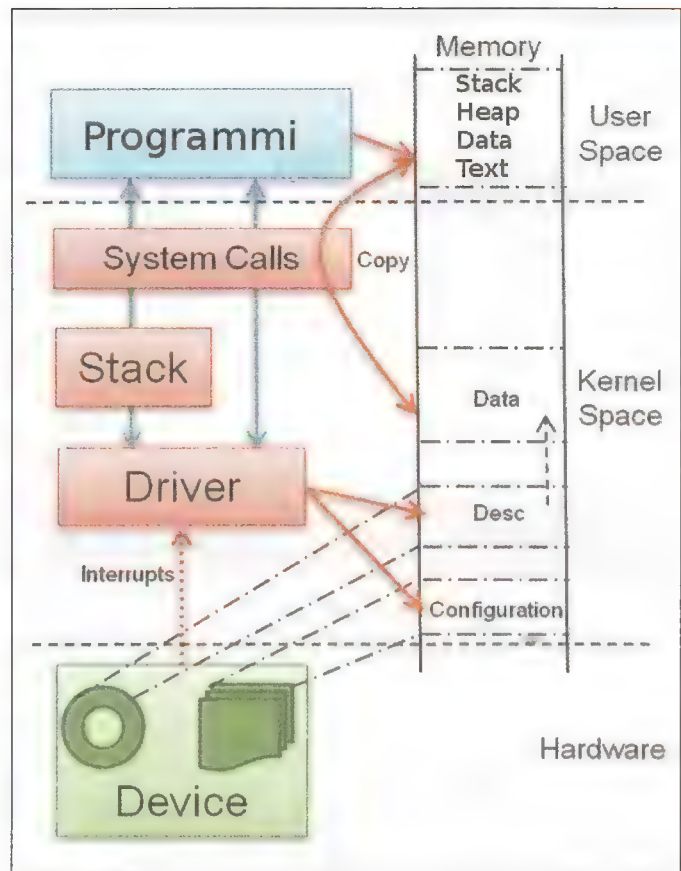 Memory
Stack
Heap
Data
Text
User
Space
Programmi
System Calls
Copy
Stack
Data
Kernel
Space
Driver
Desc
Interrupts
Configuration
Device
Hardware